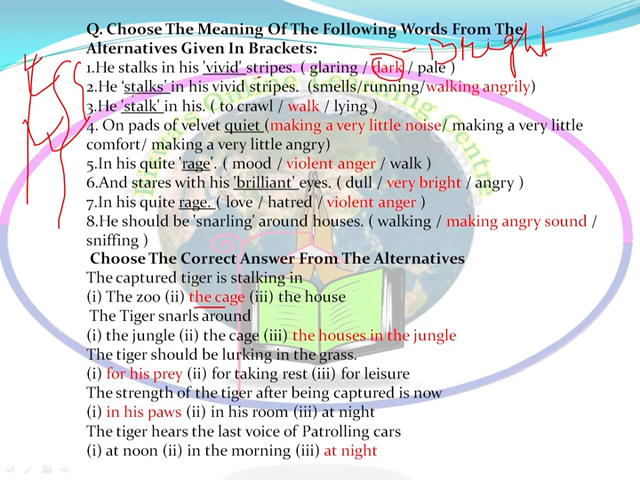 Q. Choose The Meaning Of The Following Words From The
Alternatives Given In Brackets:
- Bright
1.He stalks in his 'vivid' stripes. ( glaring / dark / pale )
2.He 'stalks' in his vivid stripes. (smells/running/walking angrily)
3.He 'stalk' in his. ( to crawl / walk / lying )
4. On pads of velvet quiet (making a very little noise/ making a very little
comfort/ making a very little angry)
5.In his quite 'rage'. ( mood / violent anger / walk )
6.And stares with his 'brilliant' eyes. ( dull / very bright / angry )
7.In his quite rage. ( love / hatred / violent anger )
8.He should be 'snarling' around houses. ( walking / making angry sound /
sniffing )
Choose The Correct Answer From The Alternatives
The captured tiger is stalking in
(i) The zoo (ii) the cage (iii) the house
The Tiger snarls around
(i) the jungle (ii) the cage (iii) the houses in the jungle
The tiger should be lurking in the grass.
(i) for his prey (ii) for taking rest (iii) for leisure
The strength of the tiger after being captured is now
(i) in his paws (ii) in his room (iii) at night
The tiger hears the last voice of Patrolling cars
(i) at noon (ii) in the morning (iii) at night